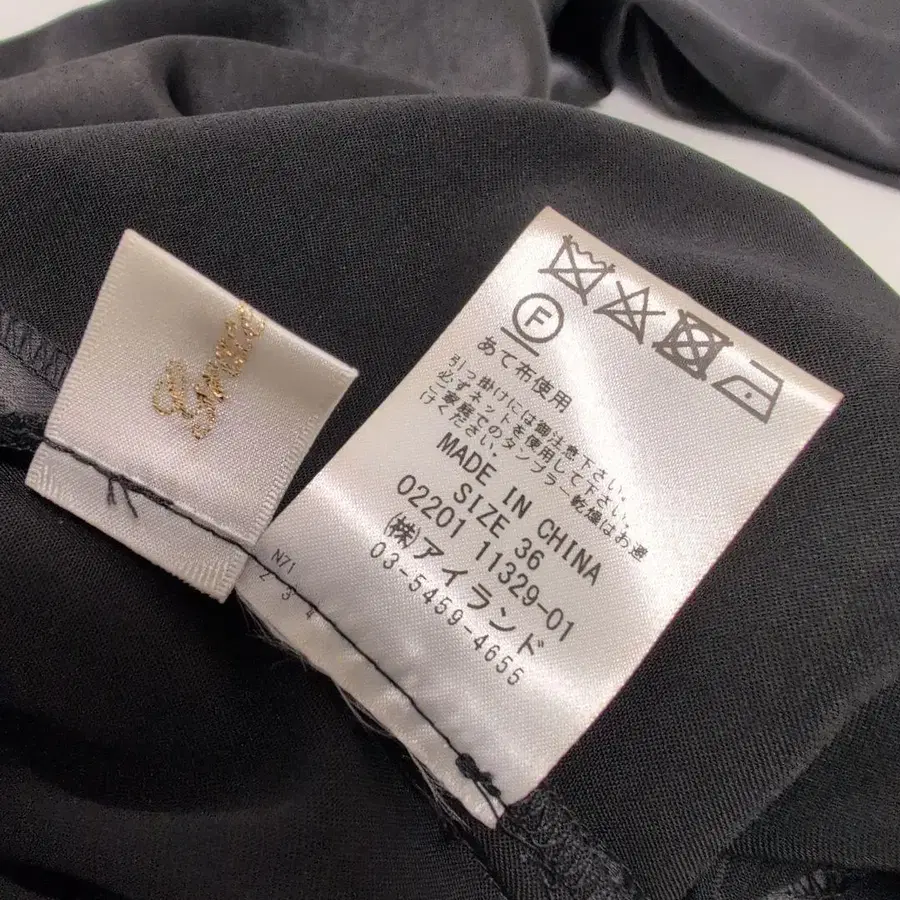 F
あて布使用
引っ掛けには御注意下さい。
必ずネットを使用して下さい。
ご家庭でのタンブラー乾燥はお避
けください。
MADE IN CHINA
SIZE 36
02201 11329-01
(株)アイランド
03-5459-4655
N71
2 3 4